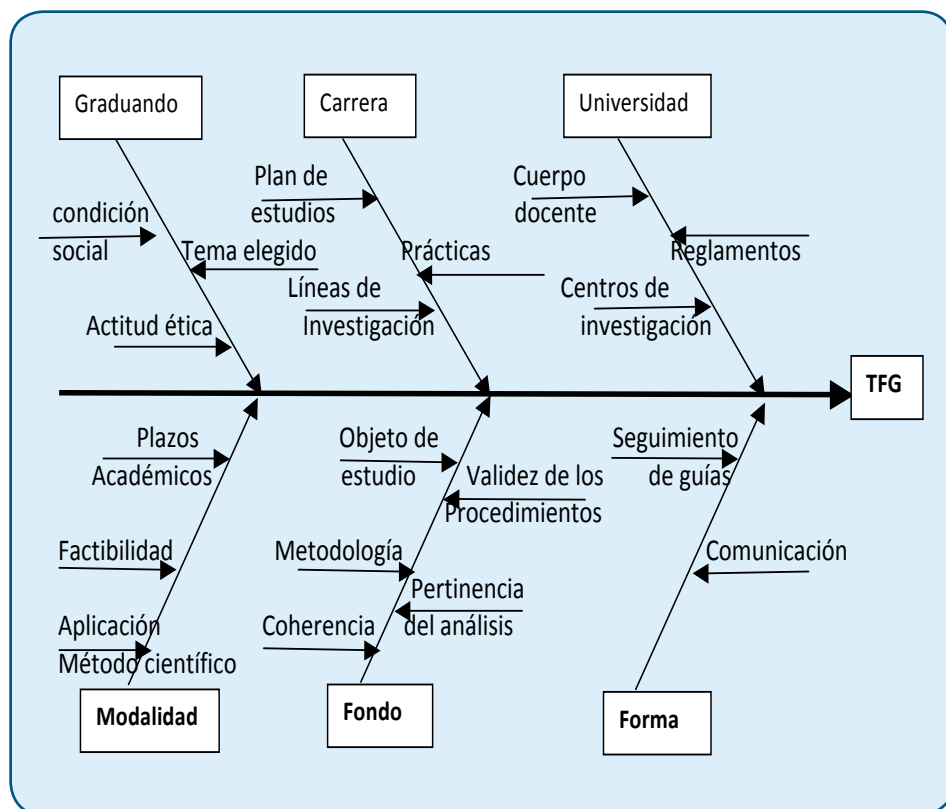 Graduando
Carrera
Universidad
Plan de
estudios
Cuerpo
docente
condición
social
Tema elegido
Prácticas
Reglamentos
Líneas de
Investigación
Centros de
investigación
Actitud ética
TFG
Plazos
Académicos
Objeto de
estudio
Seguimiento
de guías
Validez de los
Procedimientos
Factibilidad
Metodología
Comunicación
Pertinencia
del análisis
Aplicación
Método científico
Coherencia
Modalidad
Fondo
Forma